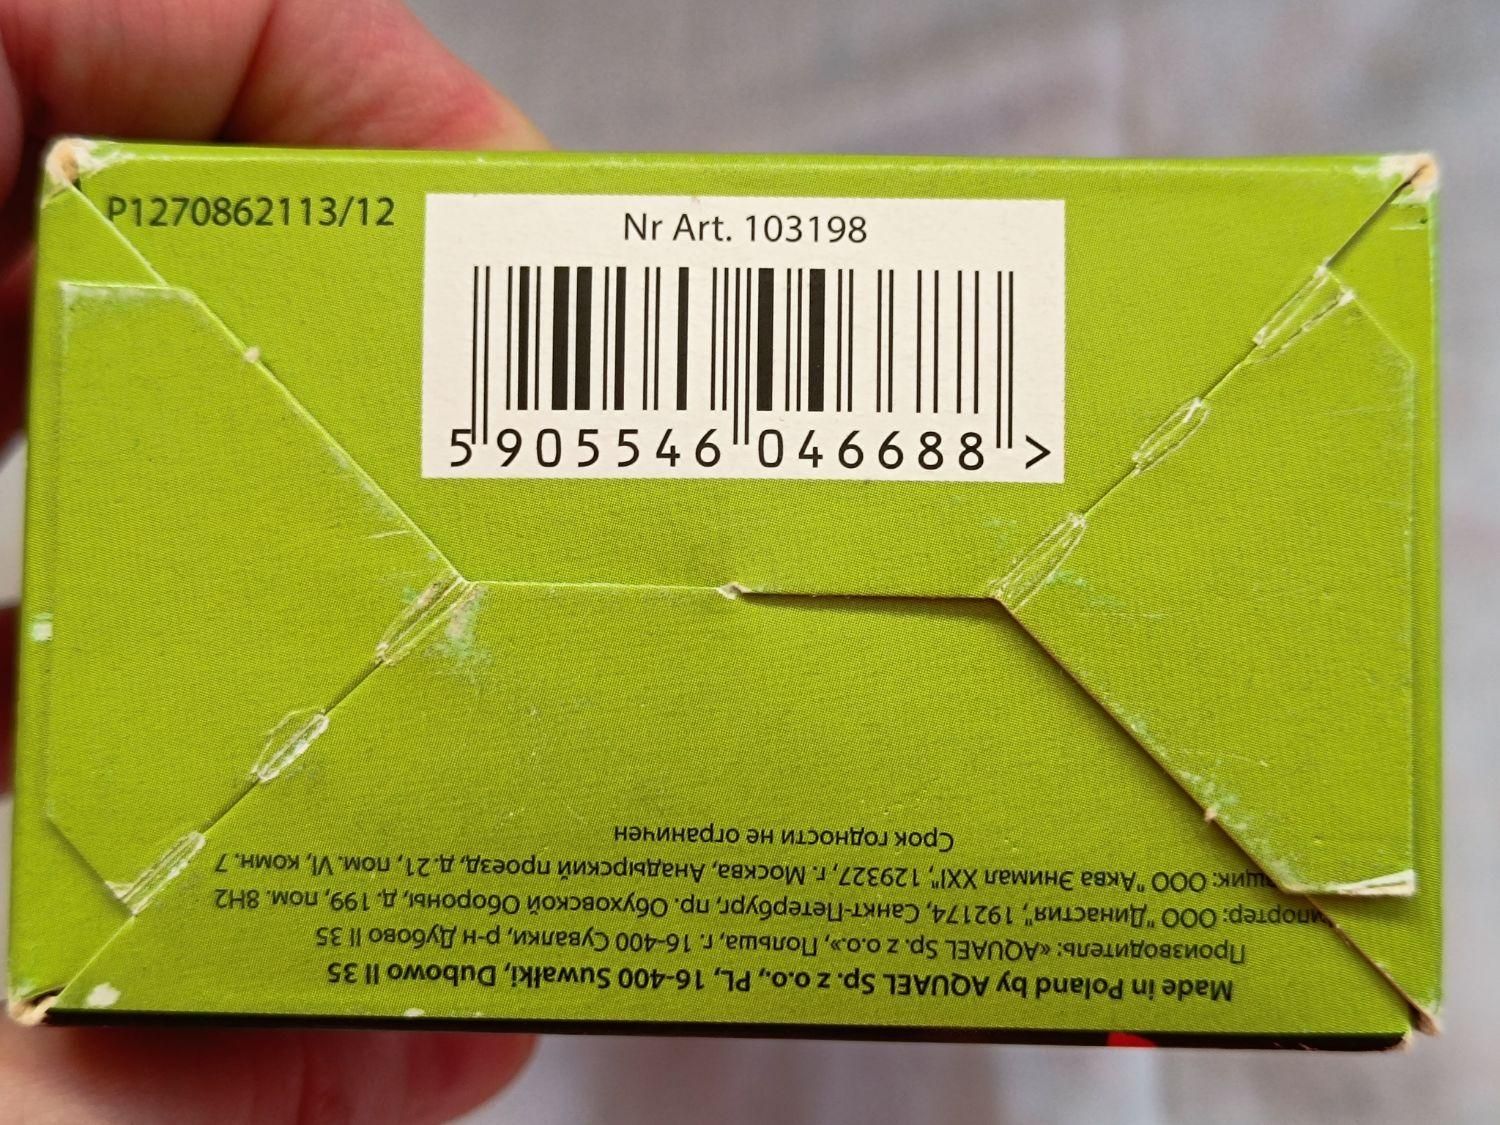 P1270862113/12
Nr Art. 103198
5 905546 046688 >
Made in Poland by AQUAEL Sp. z o.o., PL, 16-400 Suwałki, Dubowo II 35
Производитель: «AQUAEL Sp. z o.o.», Польша, г. 16-400 Сувалки, р-н Дубово II 35
мпортер: ООО "Династия", 192174, Санкт-Петербург, пр. Обуховской Обороны, д. 199, пом. 8Н2
щик: ООО "Аква Энимал XXI", 129327, г. Москва, Анадырский проезд, д.21, пом. VI, комн. 7
Срок годности не ограничен